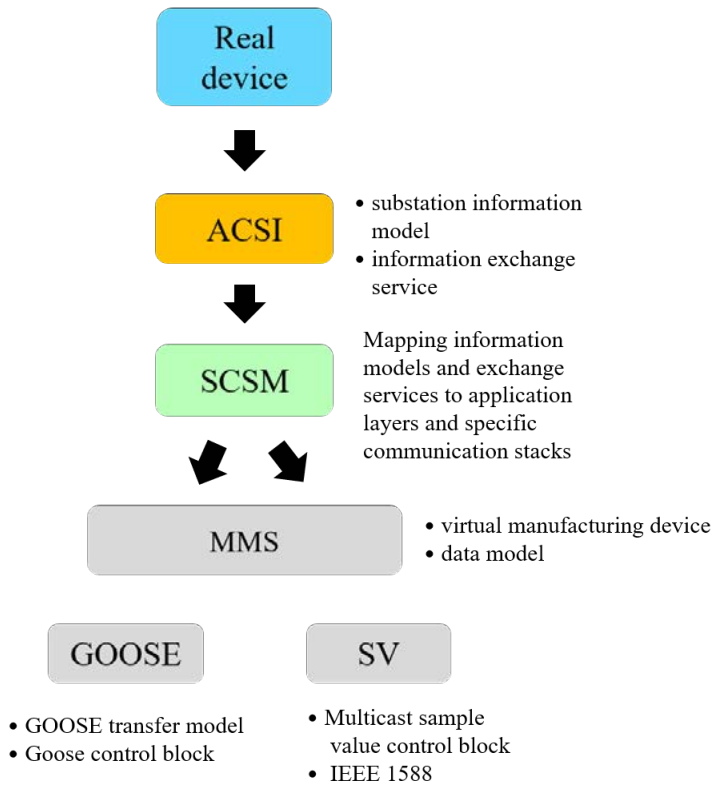 Real
device
ACSI
• substation information
model
• information exchange
service
SCSM
Mapping information
models and exchange
services to application
layers and specific
communication stacks
MMS
• virtual manufacturing device
• data model
GOOSE
• GOOSE transfer model
• Goose control block
SV
• Multicast sample
value control block
• IEEE 1588